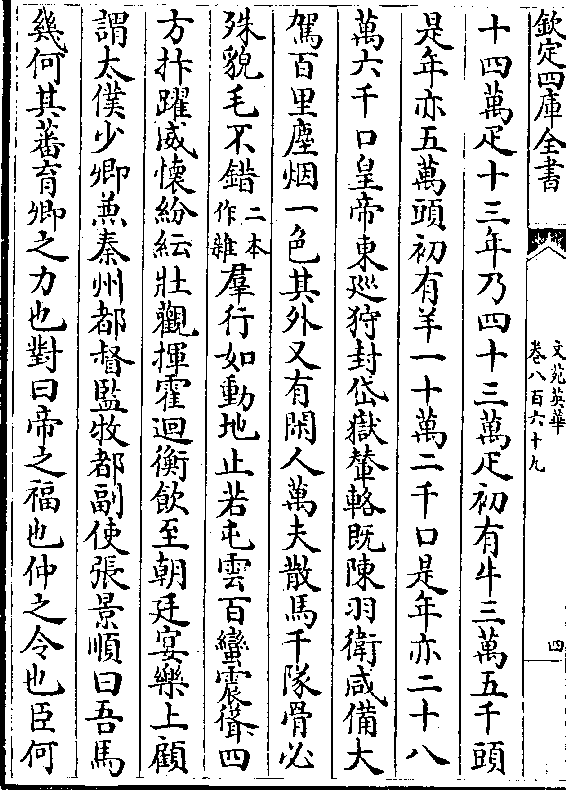 欽定四庫全書
文苑英華
卷八百六十九
四
十四萬疋十三年乃四十三萬疋初有牛三萬五千頭
是年亦五萬頭初有羊一十萬二千口是年亦二十八
萬六千口皇帝東廵狩封岱嶽輦輅既陳羽衛咸備大
駕百里塵烟一色其外又有閑人萬夫散馬千隊骨必
殊貌毛不錯二本作雜羣行如動地止若屯雲百蠻震聳四
方抃躍威懷紛紜壯觀揮霍迴衡飲至朝廷宴樂上顧
謂太僕少卿兼秦州都督監牧都副使張景順曰吾馬
幾何其蕃育卿之力也對曰帝之福也仲之令也臣何